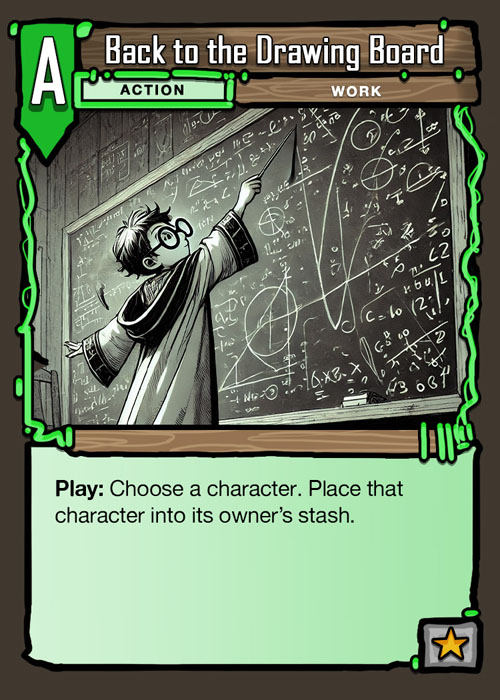 A
Back to the Drawing Board
ACTION
WORK
Play: Choose a character. Place that
character into its owner’s stash.